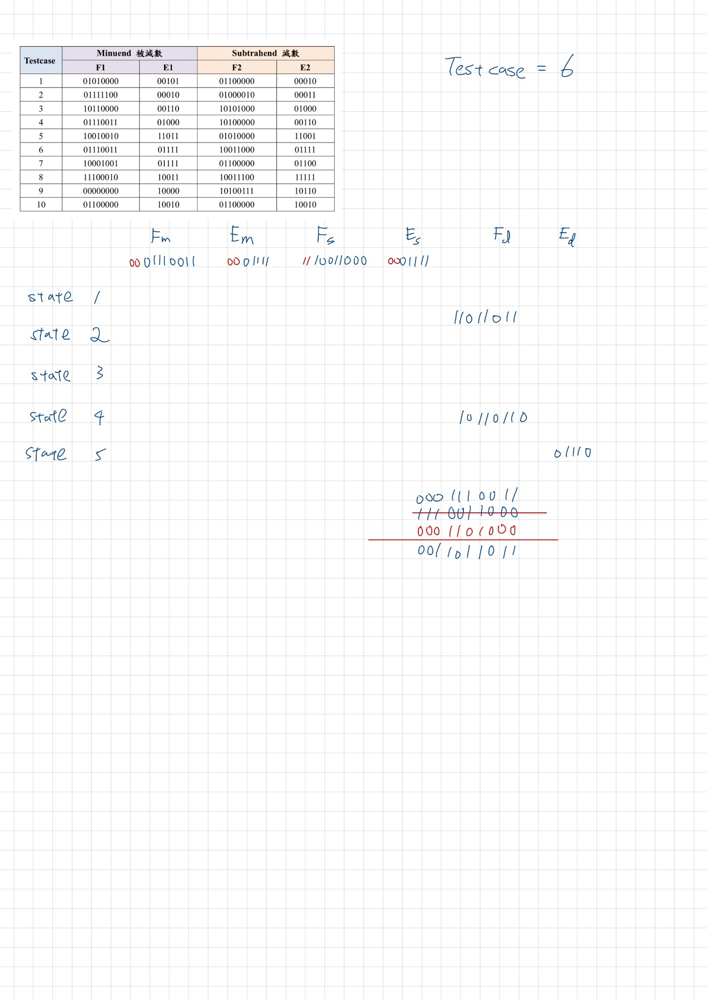 Testcase Minuend 被減數 Subtrahend 減數
F1 E1 F2 E2
1 01010000 00101 01100000 00010
2 01111100 00010 01000010 00011
3 10110000 00110 10101000 01000
4 01110011 01000 10100000 00110
5 10010010 11011 01010000 11001
6 01110011 01111 10011000 01111
7 10001001 01111 01100000 01100
8 11100010 10011 10011100 11111
9 00000000 10000 10100111 10110
10 01100000 10010 01100000 10010
Testcase = 6
Fm Em Fs Es Fd Ed
0001110011 0001111 1110011000 0001111
state 1
11011011
state 2
state 3
state 4 10110110
state 5 01110
0001110011
1110011000
0001101000
0011011011